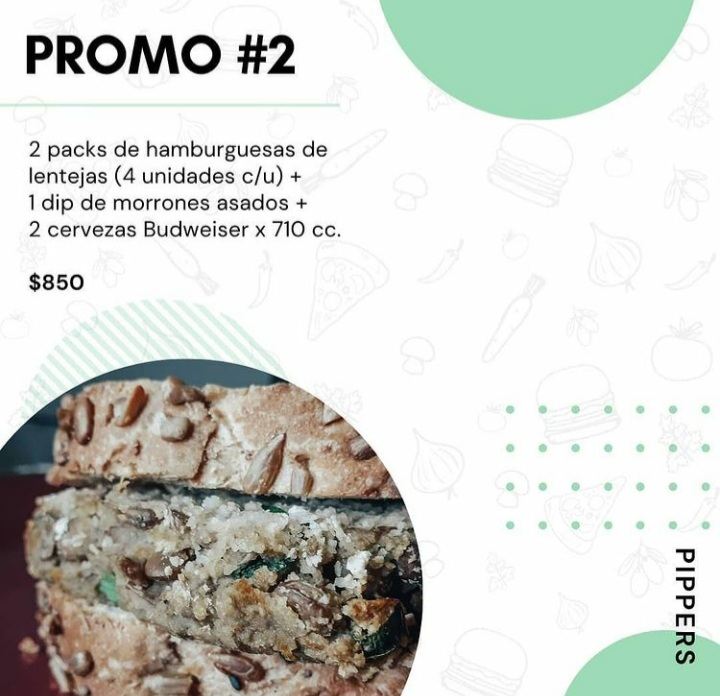 PROMO #2
2 packs de hamburguesas de
lentejas (4 unidades c/u) +
1 dip de morrones asados +
2 cervezas Budweiser x 710 cc.
$850
PIPPERS